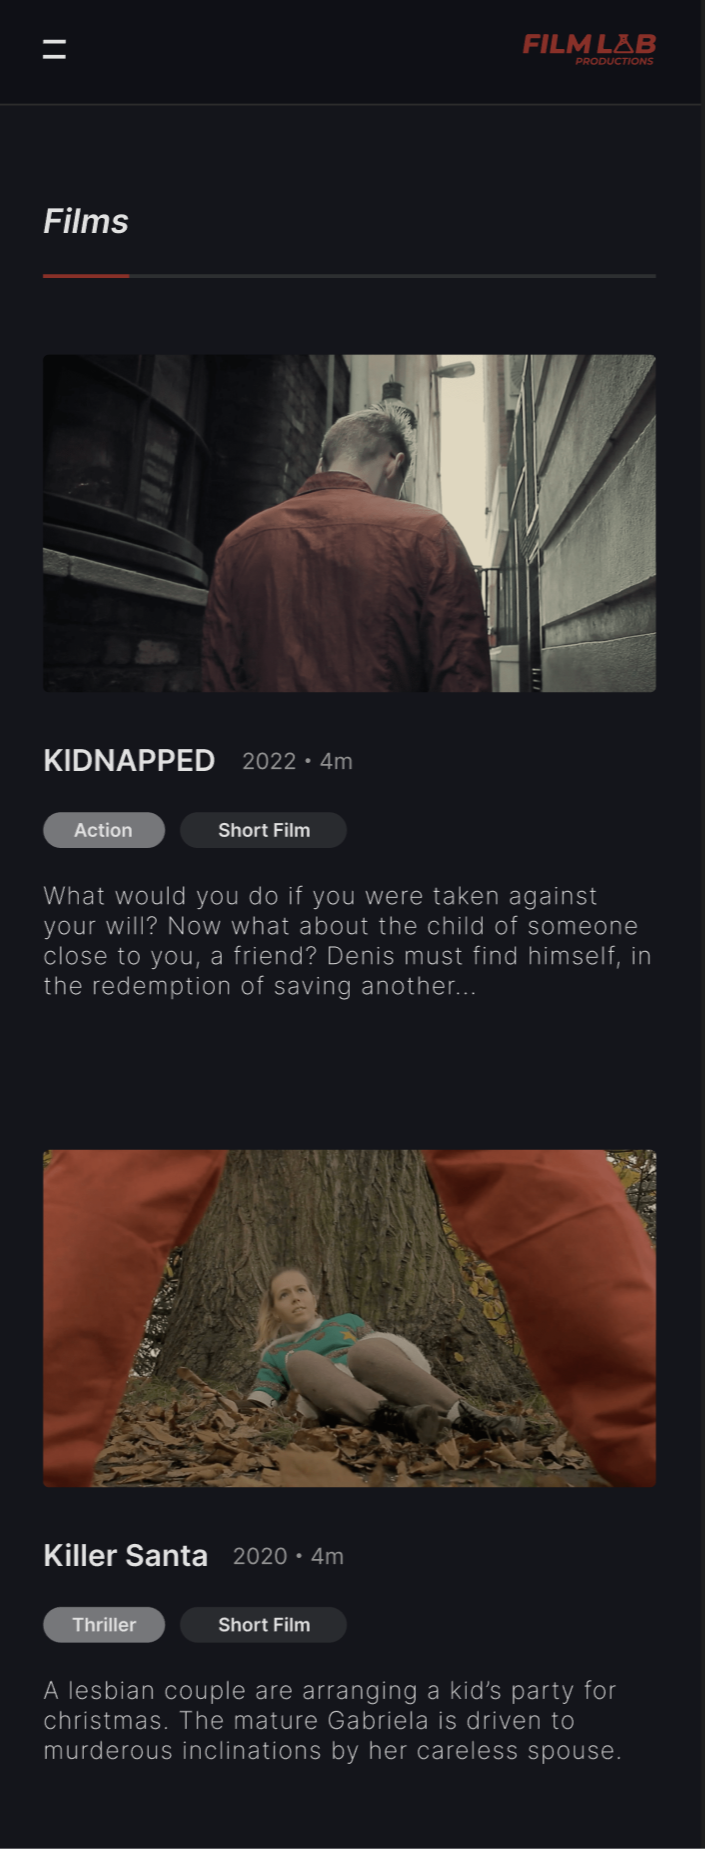 FILM LAB
PRODUCTIONS
Films
KIDNAPPED 2022 • 4m
Action Short Film
What would you do if you were taken against
your will? Now what about the child of someone
close to you, a friend? Denis must find himself, in
the redemption of saving another...
Killer Santa 2020 • 4m
Thriller Short Film
A lesbian couple are arranging a kid’s party for
christmas. The mature Gabriela is driven to
murderous inclinations by her careless spouse.